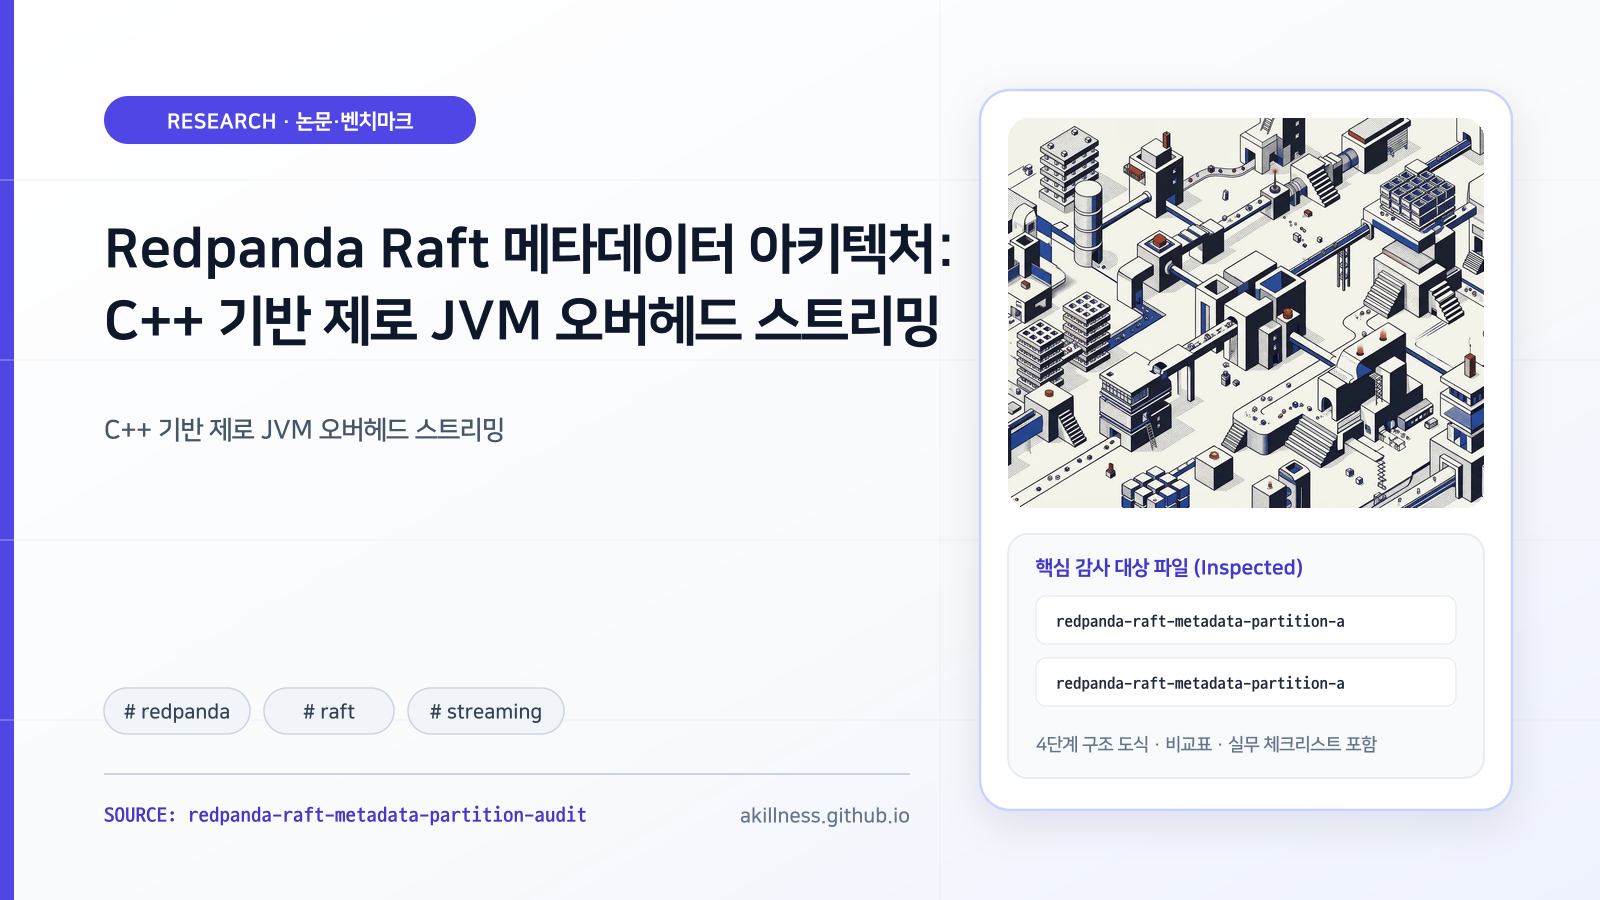 RESEARCH · 논문·벤치마크
Redpanda Raft 메타데이터 아키텍처:
C++ 기반 제로 JVM 오버헤드 스트리밍
C++ 기반 제로 JVM 오버헤드 스트리밍
# redpanda
# raft
# streaming
SOURCE: redpanda-raft-metadata-partition-audit
akillness.github.io
핵심 감사 대상 파일 (Inspected)
redpanda-raft-metadata-partition-a
redpanda-raft-metadata-partition-a
4단계 구조 도식 · 비교표 · 실무 체크리스트 포함